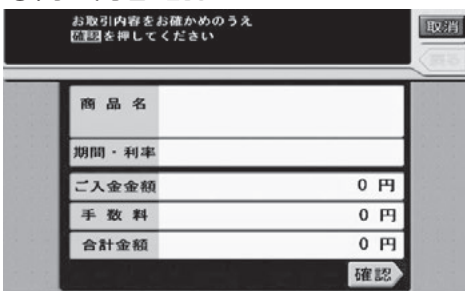 お取引内容をお確かめのうえ
確認を押してください
取消
戻る
商品名
期間・利率
ご入金金額 0 円
手数料 0 円
合計金額 0 円
確認